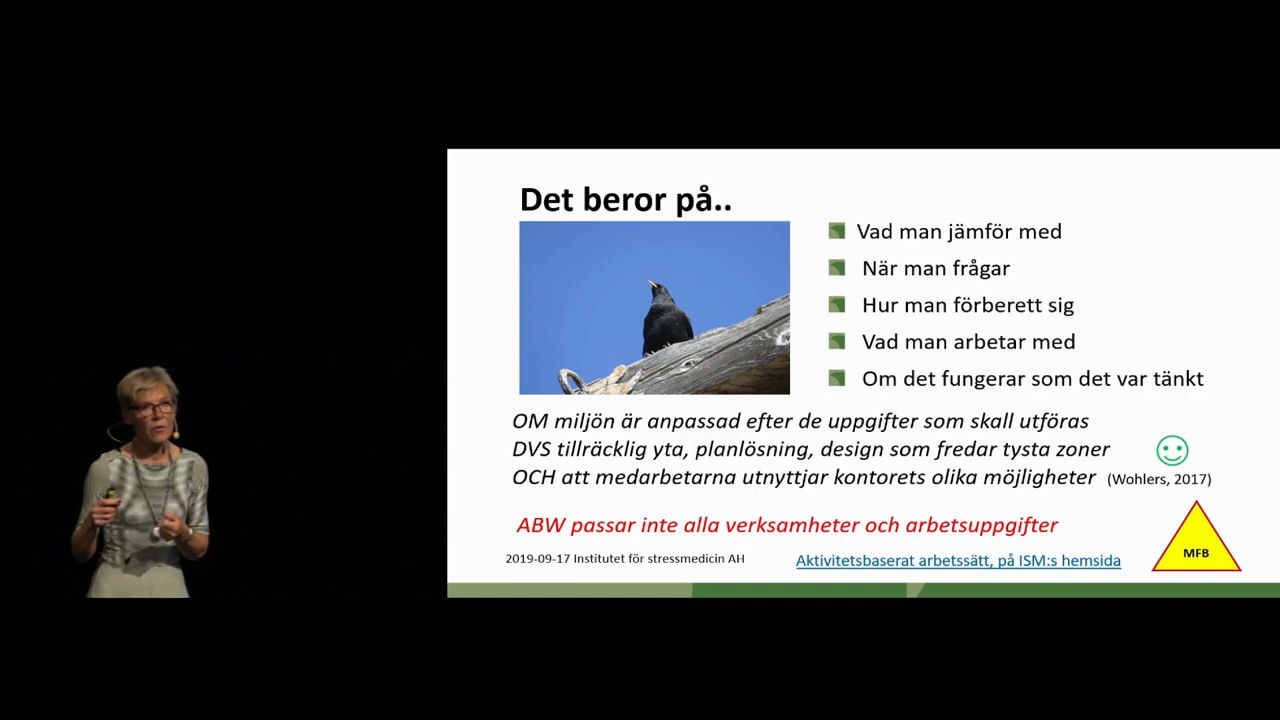 Det beror på..
Vad man jämför med
När man frågar
Hur man förberett sig
Vad man arbetar med
Om det fungerar som det var tänkt
OM miljön är anpassad efter de uppgifter som skall utföras
DVS tillräcklig yta, planlösning, design som fredar tysta zoner
OCH att medarbetarna utnyttjar kontorets olika möjligheter (Wohlers, 2017)
ABW passar inte alla verksamheter och arbetsuppgifter
MFB
2019-09-17 Institutet för stressmedicin AH
Aktivitetsbaserat arbetssätt, på ISM:s hemsida